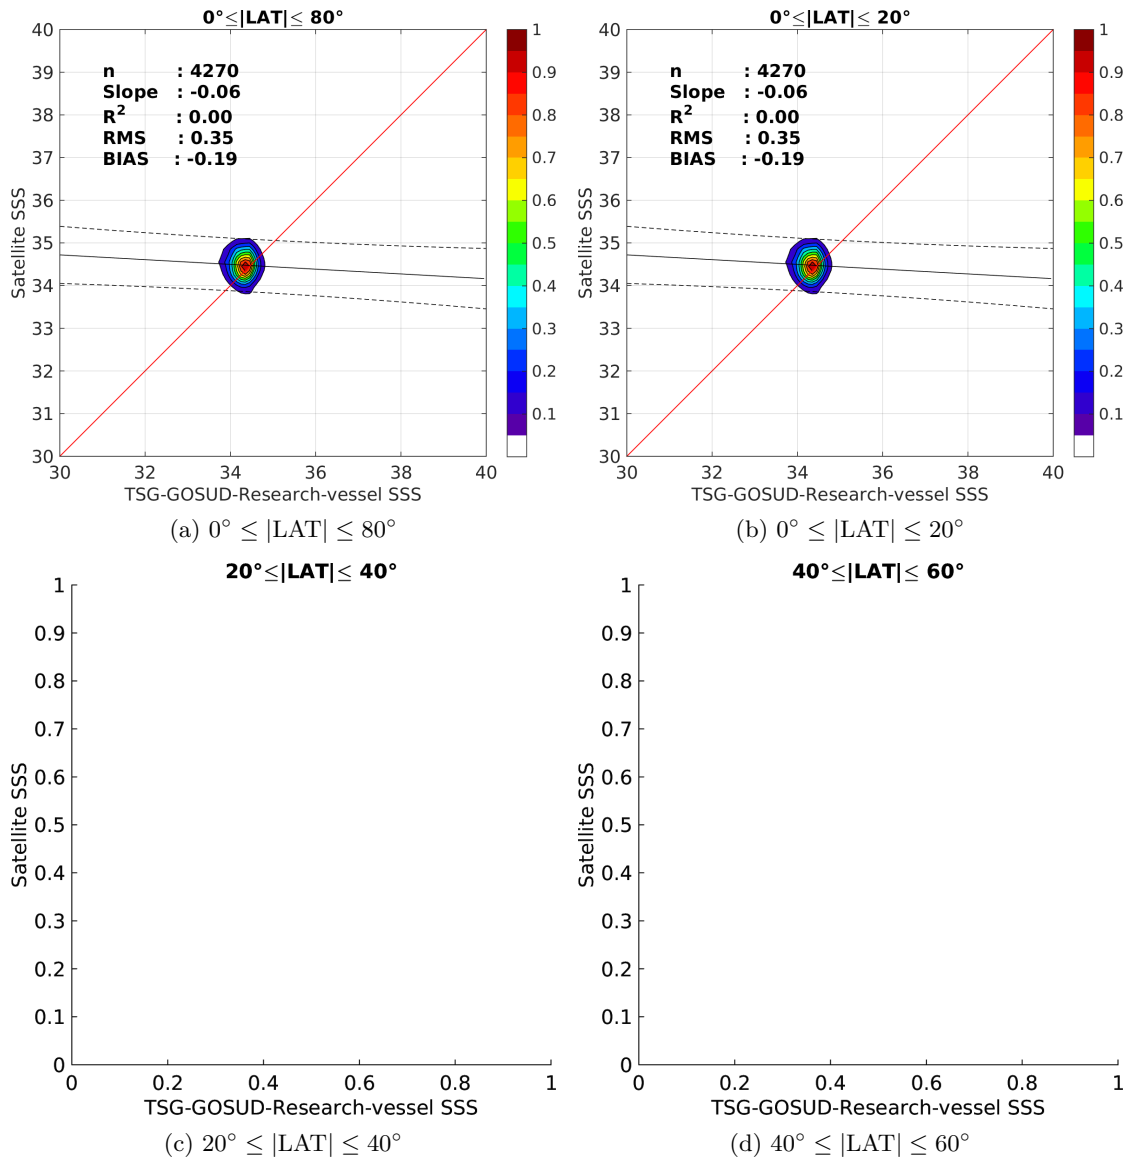 0°≤|LAT|≤ 80°
40
39
38
37
36
35
34
33
32
31
30
30 32 34 36 38 40
Satellite SSS
TSG-GOSUD-Research-vessel SSS
n : 4270
Slope : -0.06
R² : 0.00
RMS : 0.35
BIAS : -0.19
1
0.9
0.8
0.7
0.6
0.5
0.4
0.3
0.2
0.1
(a) 0° ≤ |LAT| ≤ 80°
0°≤|LAT|≤ 20°
40
39
38
37
36
35
34
33
32
31
30
30 32 34 36 38 40
Satellite SSS
TSG-GOSUD-Research-vessel SSS
n : 4270
Slope : -0.06
R² : 0.00
RMS : 0.35
BIAS : -0.19
1
0.9
0.8
0.7
0.6
0.5
0.4
0.3
0.2
0.1
(b) 0° ≤ |LAT| ≤ 20°
20°≤|LAT|≤ 40°
1
0.9
0.8
0.7
0.6
0.5
0.4
0.3
0.2
0.1
0
0 0.2 0.4 0.6 0.8 1
Satellite SSS
TSG-GOSUD-Research-vessel SSS
(c) 20° ≤ |LAT| ≤ 40°
40°≤|LAT|≤ 60°
1
0.9
0.8
0.7
0.6
0.5
0.4
0.3
0.2
0.1
0
0 0.2 0.4 0.6 0.8 1
Satellite SSS
TSG-GOSUD-Research-vessel SSS
(d) 40° ≤ |LAT| ≤ 60°